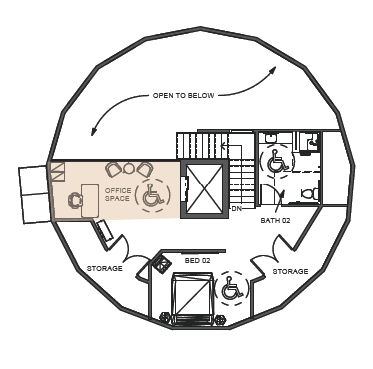 OPEN TO BELOW
OFFICE
SPACE
DN
BATH 02
BED 02
STORAGE
STORAGE